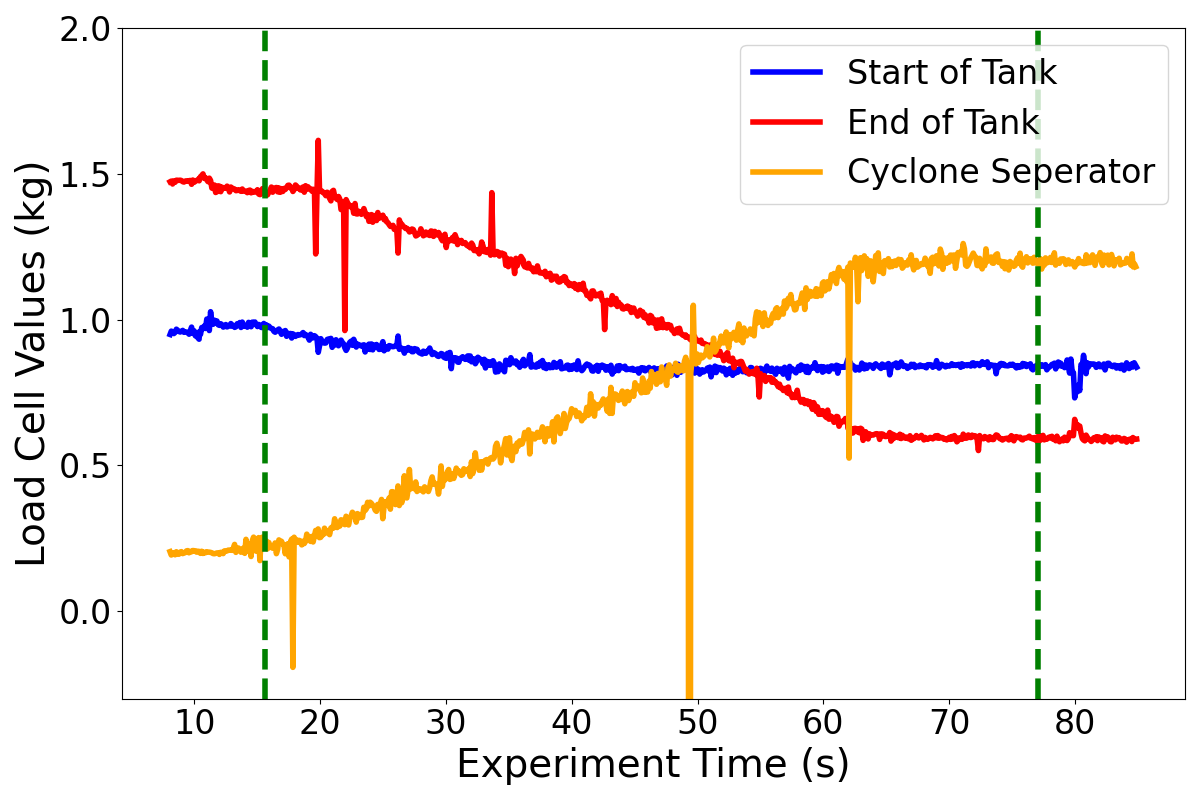 2.0
1.5
1.0
0.5
0.0
Load Cell Values (kg)
Start of Tank
End of Tank
Cyclone Seperator
10 20 30 40 50 60 70 80
Experiment Time (s)